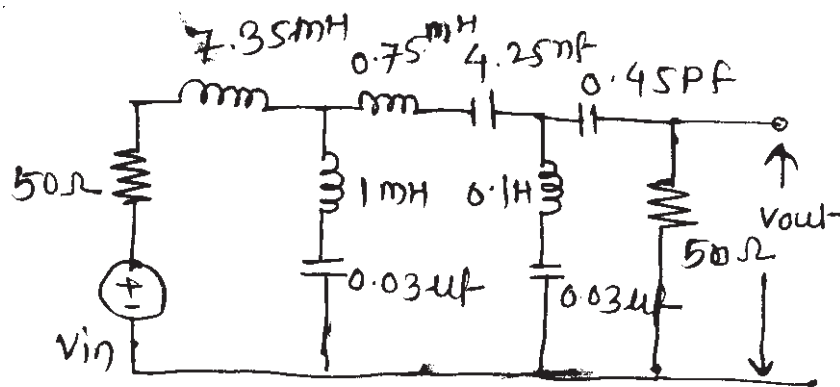 7.35mH
0.75mH
4.25nf
0.45Pf
50Ω
1mH
0.1H
Vout
50Ω
0.03uf
0.03uf
+
-
Vin